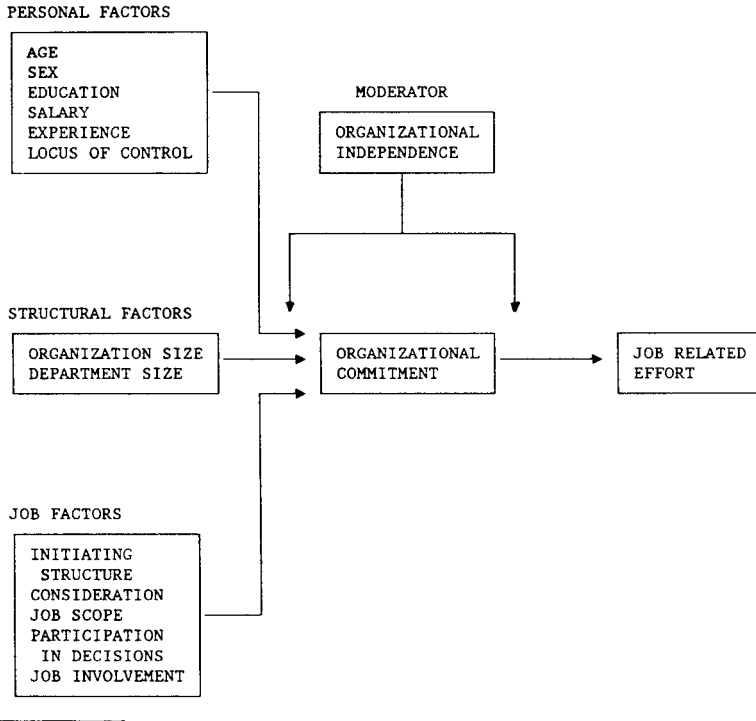 PERSONAL FACTORS
AGE
SEX
EDUCATION
SALARY
EXPERIENCE
LOCUS OF CONTROL
MODERATOR
ORGANIZATIONAL
INDEPENDENCE
STRUCTURAL FACTORS
ORGANIZATION SIZE
DEPARTMENT SIZE
ORGANIZATIONAL
COMMITMENT
JOB RELATED
EFFORT
JOB FACTORS
INITIATING
STRUCTURE
CONSIDERATION
JOB SCOPE
PARTICIPATION
IN DECISIONS
JOB INVOLVEMENT